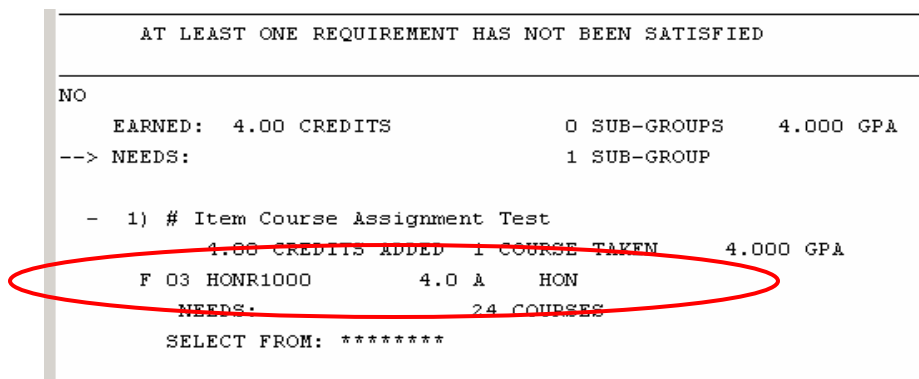 AT LEAST ONE REQUIREMENT HAS NOT BEEN SATISFIED
NO
EARNED: 4.00 CREDITS 0 SUB-GROUPS 4.000 GPA
--> NEEDS: 1 SUB-GROUP
- 1) # Item Course Assignment Test
4.00 CREDITS ADDED 1 COURSE TAKEN 4.000 GPA
F 03 HONR1000 4.0 A HON
NEEDS: 24 COURSES
SELECT FROM: ********